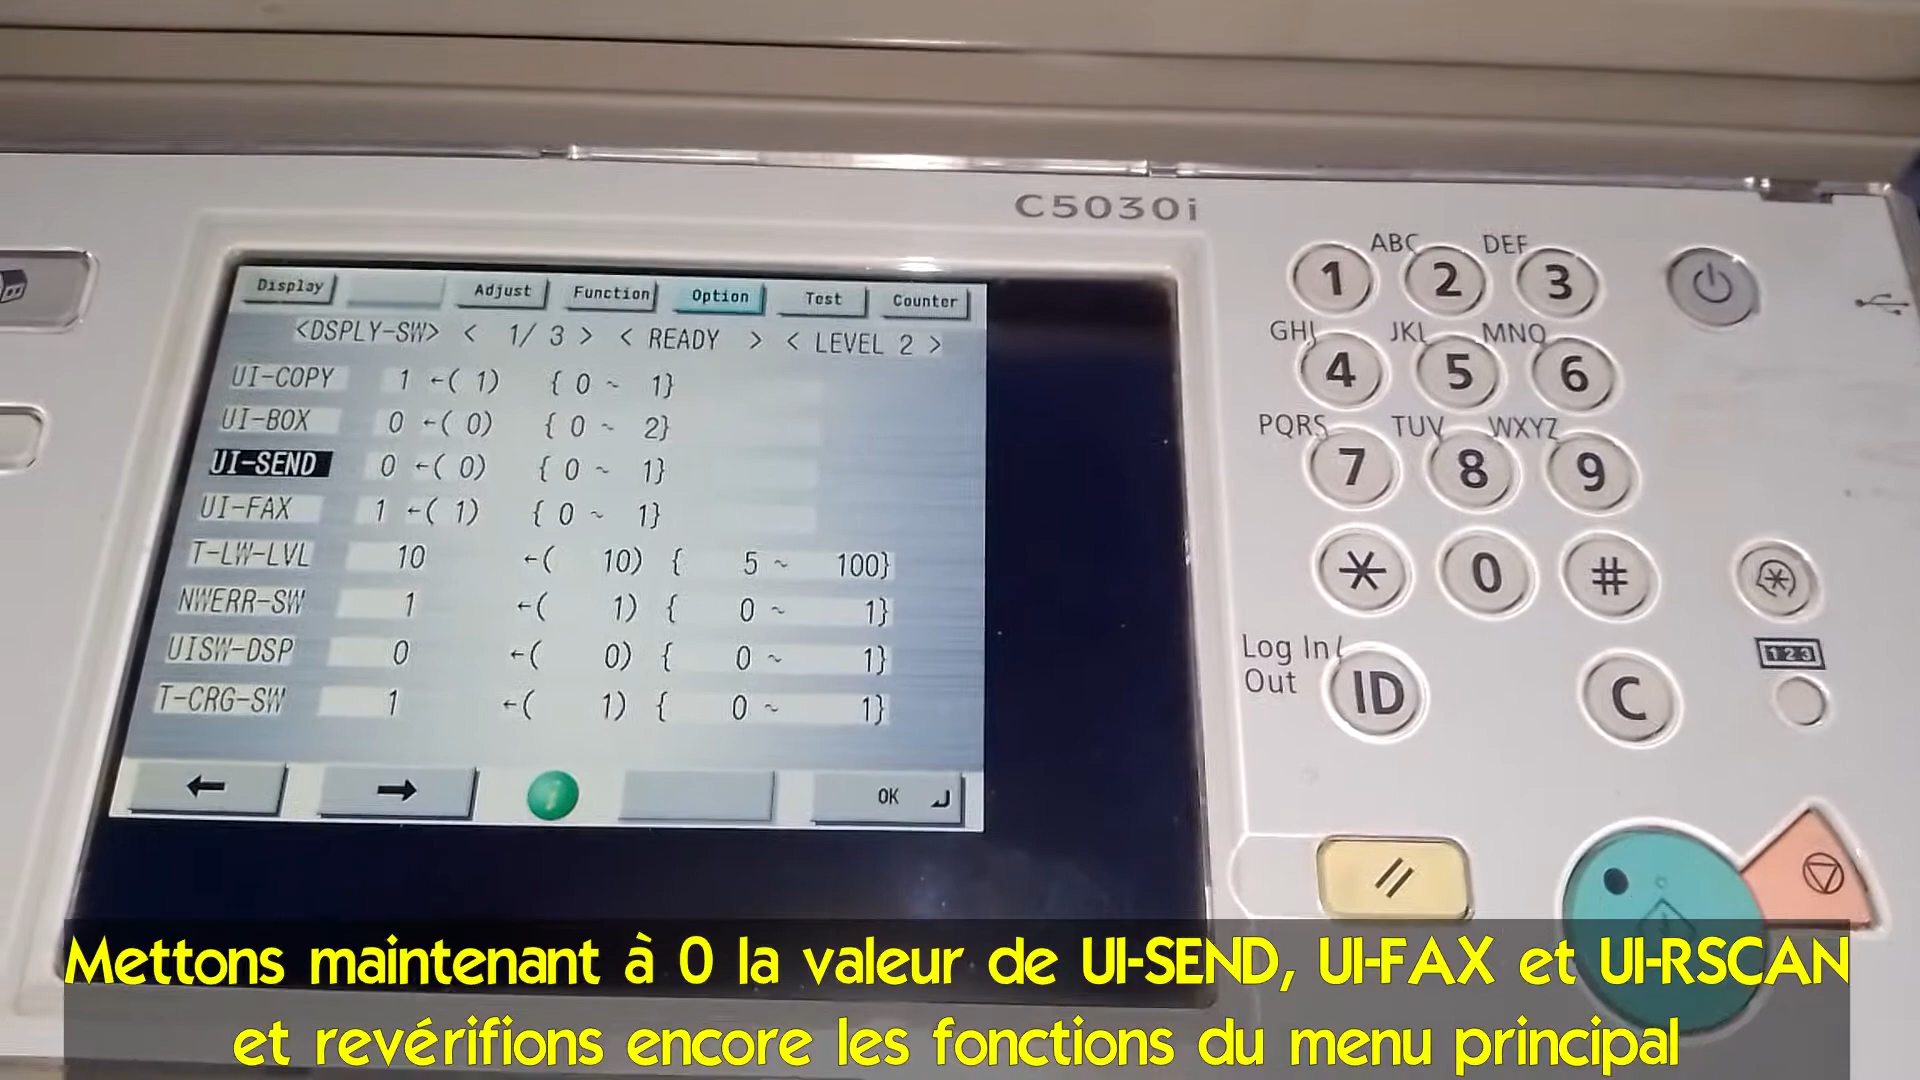 C5030i
Display Adjust Function Option Test Counter
<DSPLY-SW> < 1/ 3 > < READY > < LEVEL 2 >
UI-COPY 1 ←( 1) { 0 ~ 1}
UI-BOX 0 ←( 0) { 0 ~ 2}
UI-SEND 0 ←( 0) { 0 ~ 1}
UI-FAX 1 ←( 1) { 0 ~ 1}
T-LW-LVL 10 ←( 10) { 5 ~ 100}
NWERR-SW 1 ←( 1) { 0 ~ 1}
UISW-DSP 0 ←( 0) { 0 ~ 1}
T-CRG-SW 1 ←( 1) { 0 ~ 1}
← → i OK
ABC DEF
1 2 3
GHI JKL MNO
4 5 6
PQRS TUV WXYZ
7 8 9
* 0 #
Log In/
Out
ID C
123
Mettons maintenant à 0 la valeur de UI-SEND, UI-FAX et UI-RSCAN
et revérifions encore les fonctions du menu principal